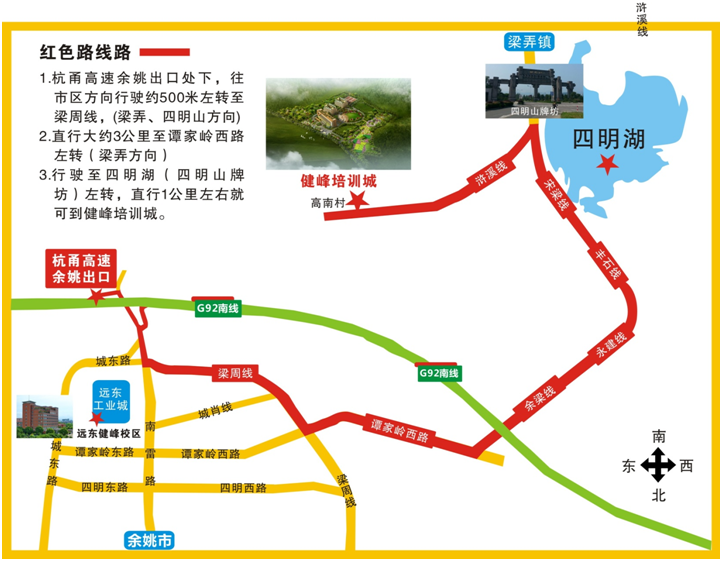 浒溪线
红色路线路
1.杭甬高速余姚出口处下，往
市区方向行驶约500米左转至
梁周线，(梁弄、四明山方向)
2.直行大约3公里至谭家岭西路
左转（梁弄方向）
3.行驶至四明湖（四明山牌
坊）左转，直行1公里左右就
可到健峰培训城。
梁弄镇
四明山牌坊
四明湖
健峰培训城
高南村
浒溪线
宋梁线
丰石线
永建线
余梁线
杭甬高速
余姚出口
G92南线
G92南线
城东路
梁周线
远东
工业城
城肖线
远东健峰校区
南雷路
谭家岭西路
城东路
谭家岭东路
谭家岭西路
四明东路
四明西路
梁周线
余姚市
南
东
西
北